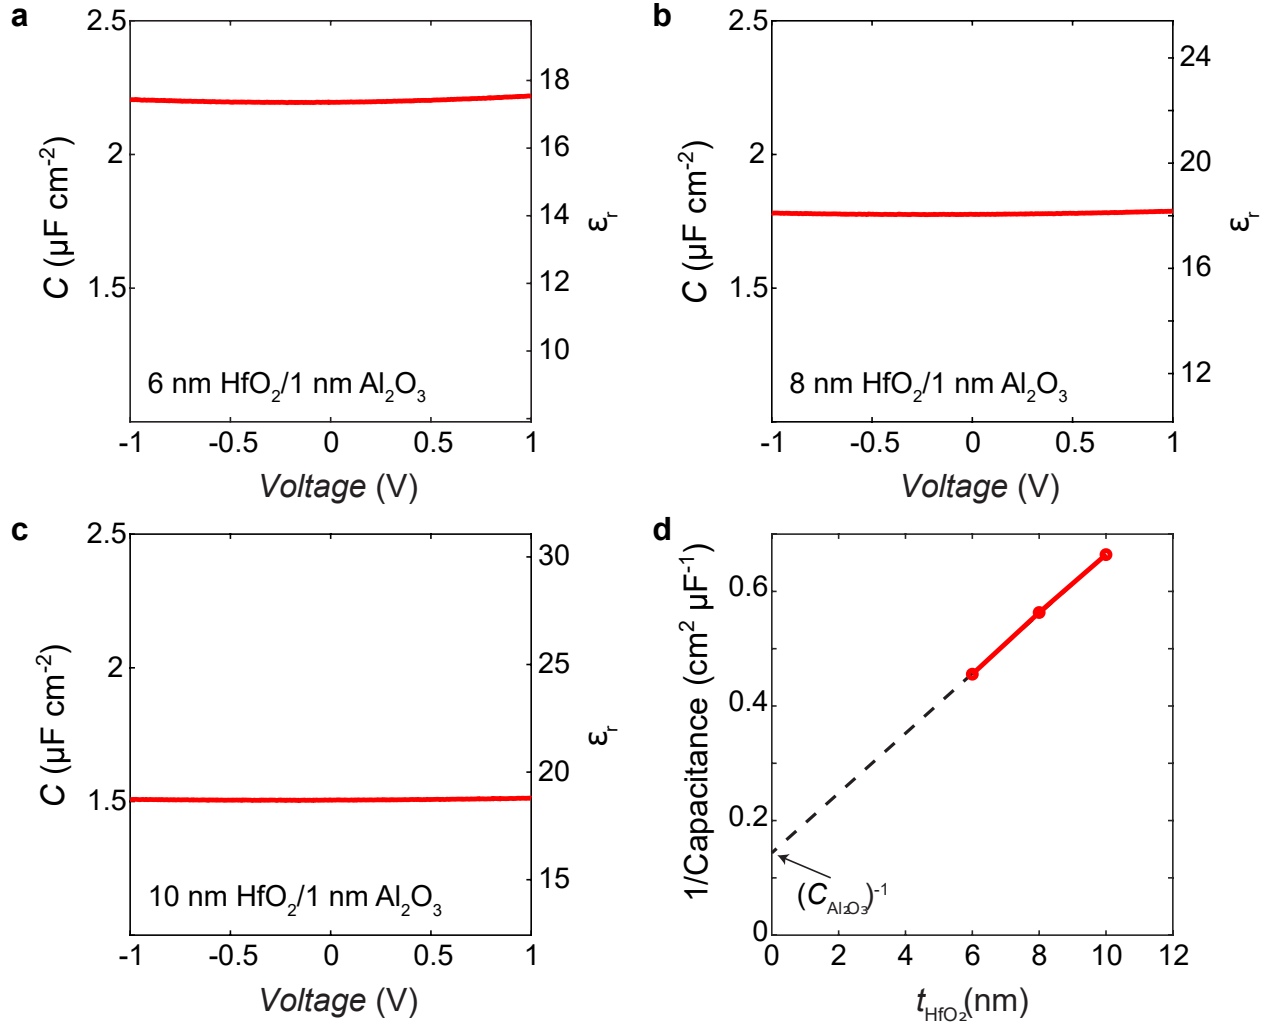 a
2.5
2
1.5
C (µF cm⁻²)
18
16
14
12
10
εᵣ
6 nm HfO₂/1 nm Al₂O₃
-1 -0.5 0 0.5 1
Voltage (V)
b
2.5
2
1.5
C (µF cm⁻²)
24
20
16
12
εᵣ
8 nm HfO₂/1 nm Al₂O₃
-1 -0.5 0 0.5 1
Voltage (V)
c
2.5
2
1.5
C (µF cm⁻²)
30
25
20
15
εᵣ
10 nm HfO₂/1 nm Al₂O₃
-1 -0.5 0 0.5 1
Voltage (V)
d
0.6
0.4
0.2
0
1/Capacitance (cm² µF⁻¹)
(C Al₂O₃)⁻¹
0 2 4 6 8 10 12
t HfO₂(nm)